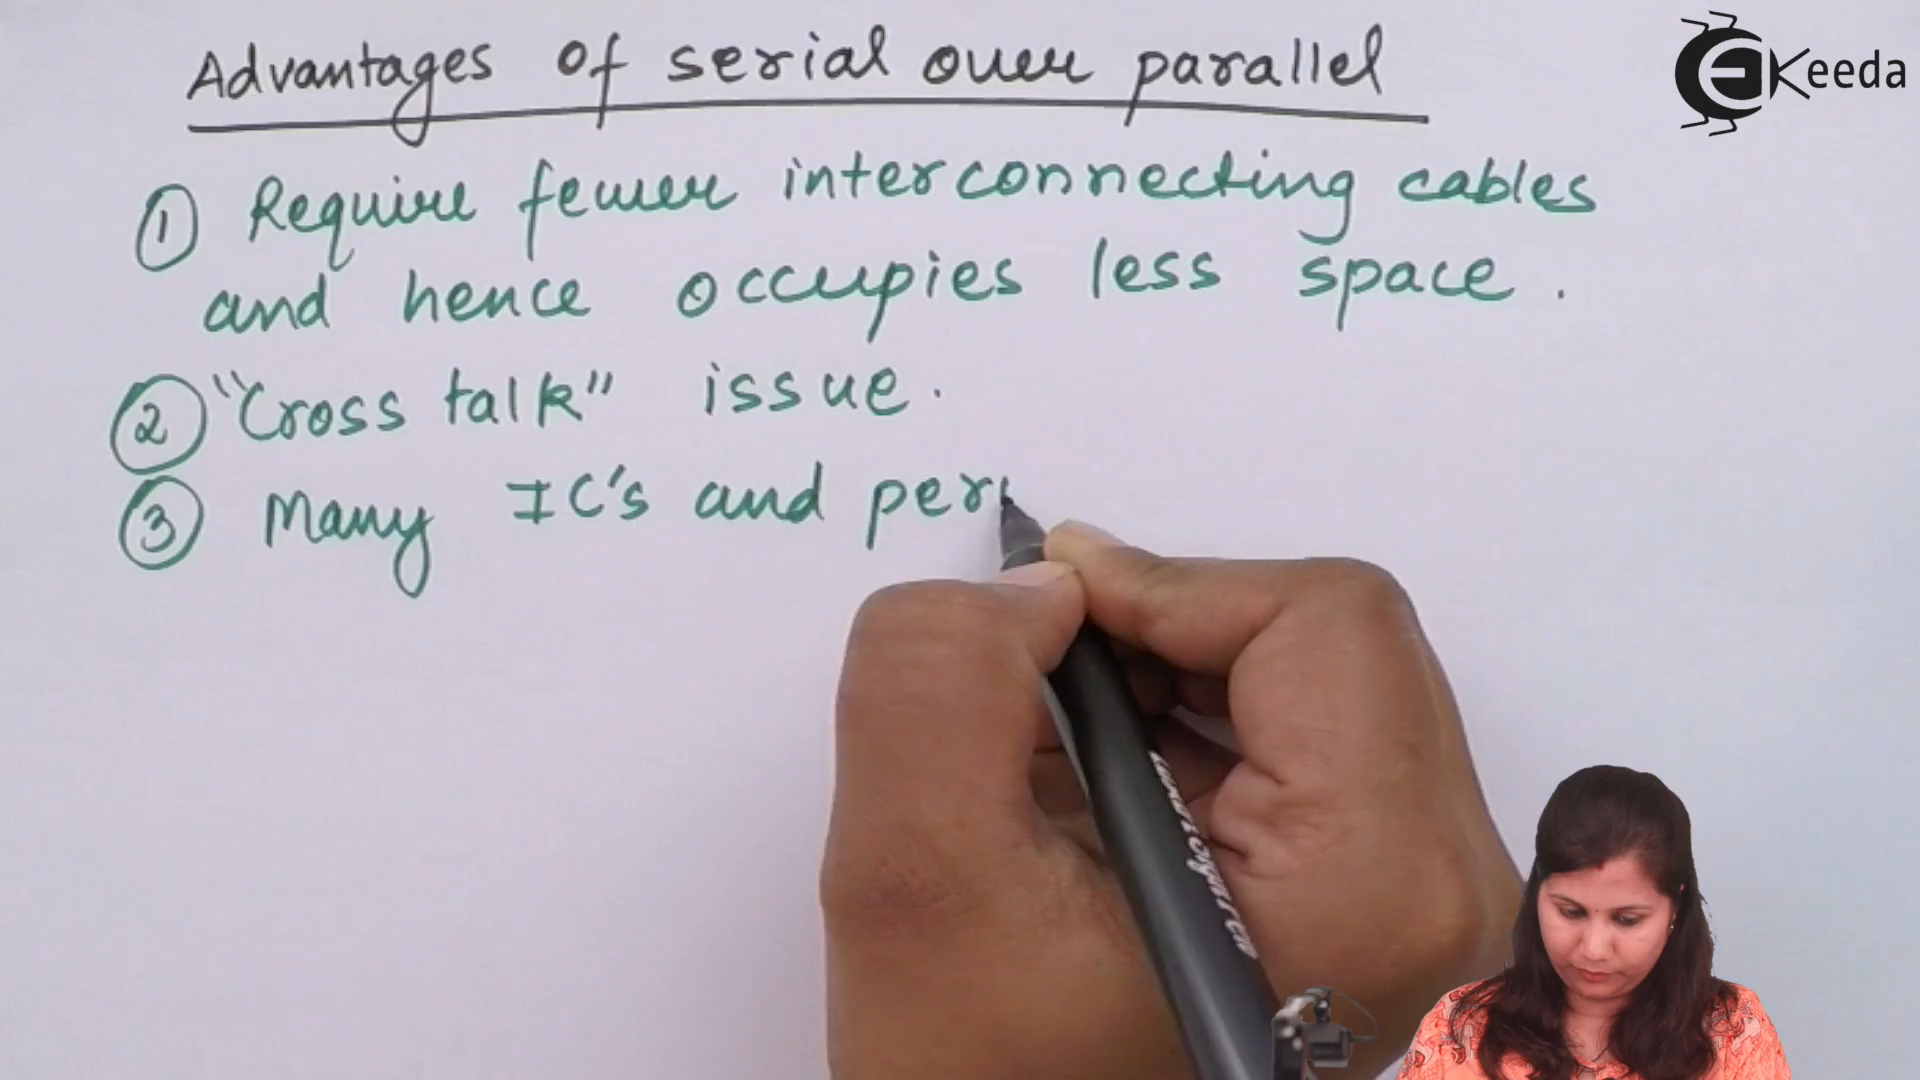 Advantages of serial over parallel
EKeeda
① Require fewer interconnecting cables
and hence occupies less space.
② "Cross talk" issue.
③ Many IC's and per